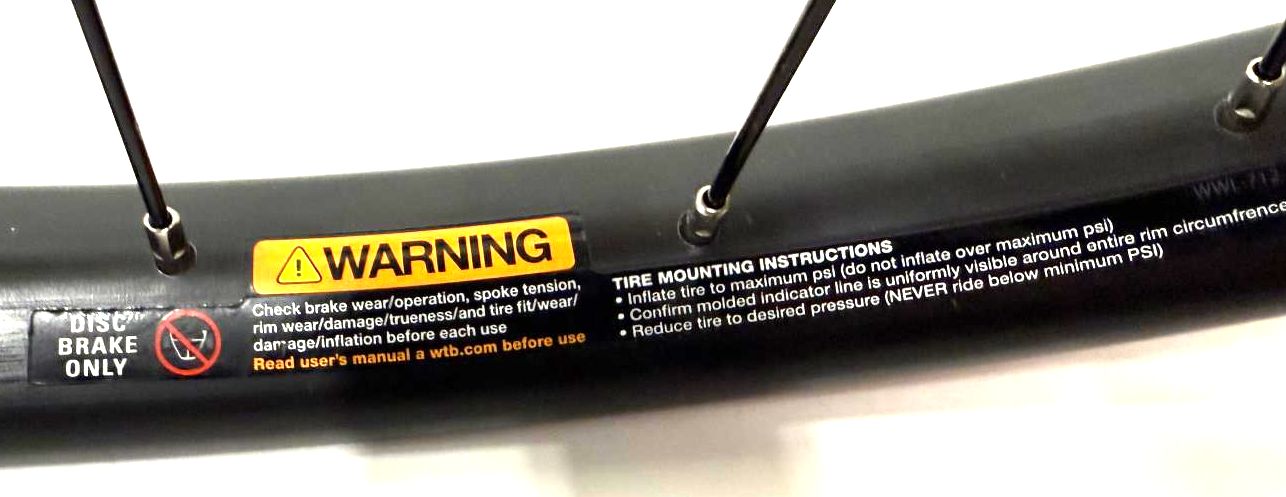 DISC
BRAKE
ONLY
WARNING
Check brake wear/operation, spoke tension,
rim wear/damage/trueness/and tire fit/wear/
damage/inflation before each use
Read user's manual a wtb.com before use
TIRE MOUNTING INSTRUCTIONS
• Inflate tire to maximum psi (do not inflate over maximum psi)
• Confirm molded indicator line is uniformly visible around entire rim circumfrence
• Reduce tire to desired pressure (NEVER ride below minimum PSI)